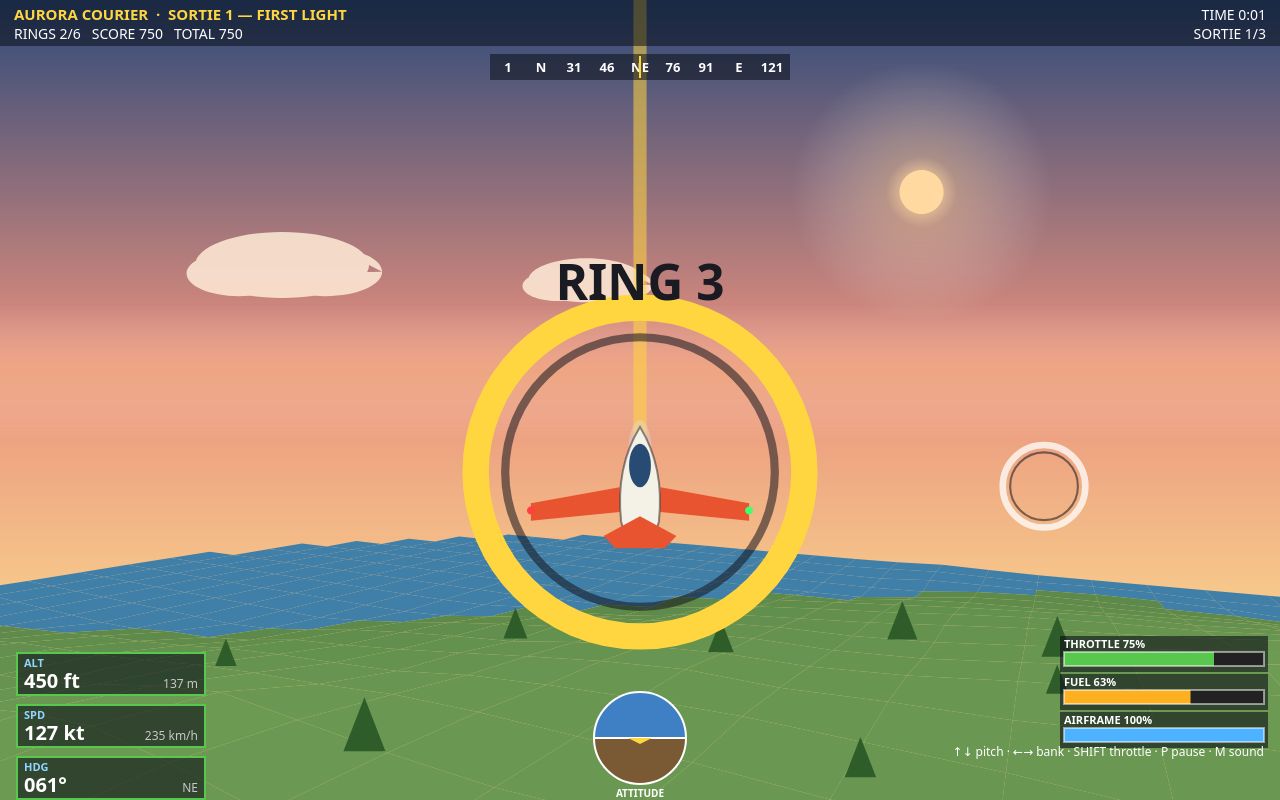 AURORA COURIER · SORTIE 1 — FIRST LIGHT
RINGS 2/6 SCORE 750 TOTAL 750
TIME 0:01
SORTIE 1/3
1 N 31 46 NE 76 91 E 121
RING 3
ALT
450 ft 137 m
SPD
127 kt 235 km/h
HDG
061° NE
ATTITUDE
THROTTLE 75%
FUEL 63%
AIRFRAME 100%
↑↓ pitch · ←→ bank · SHIFT throttle · P pause · M sound